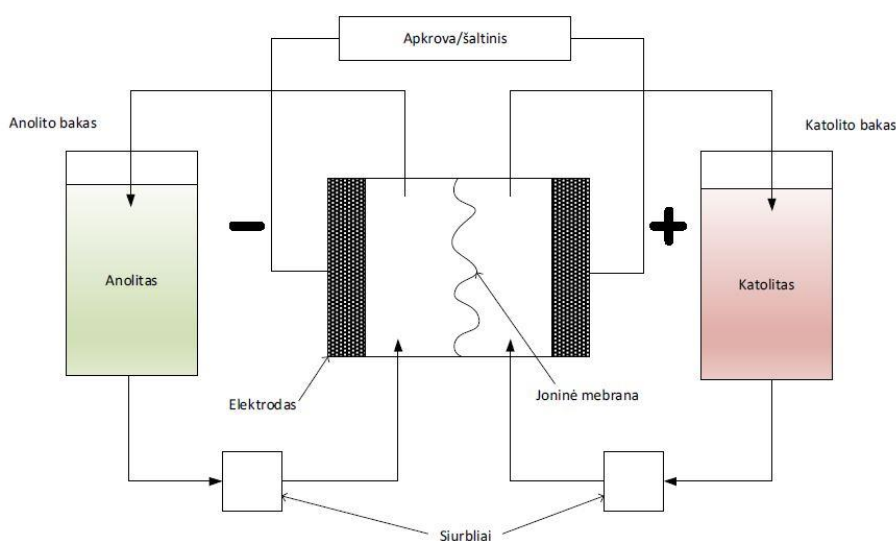 Apkrova/šaltinis
Anolito bakas
Katolito bakas
Anolitas
Katolitas
Elektrodas
Joninė mebrana
Siurbliai